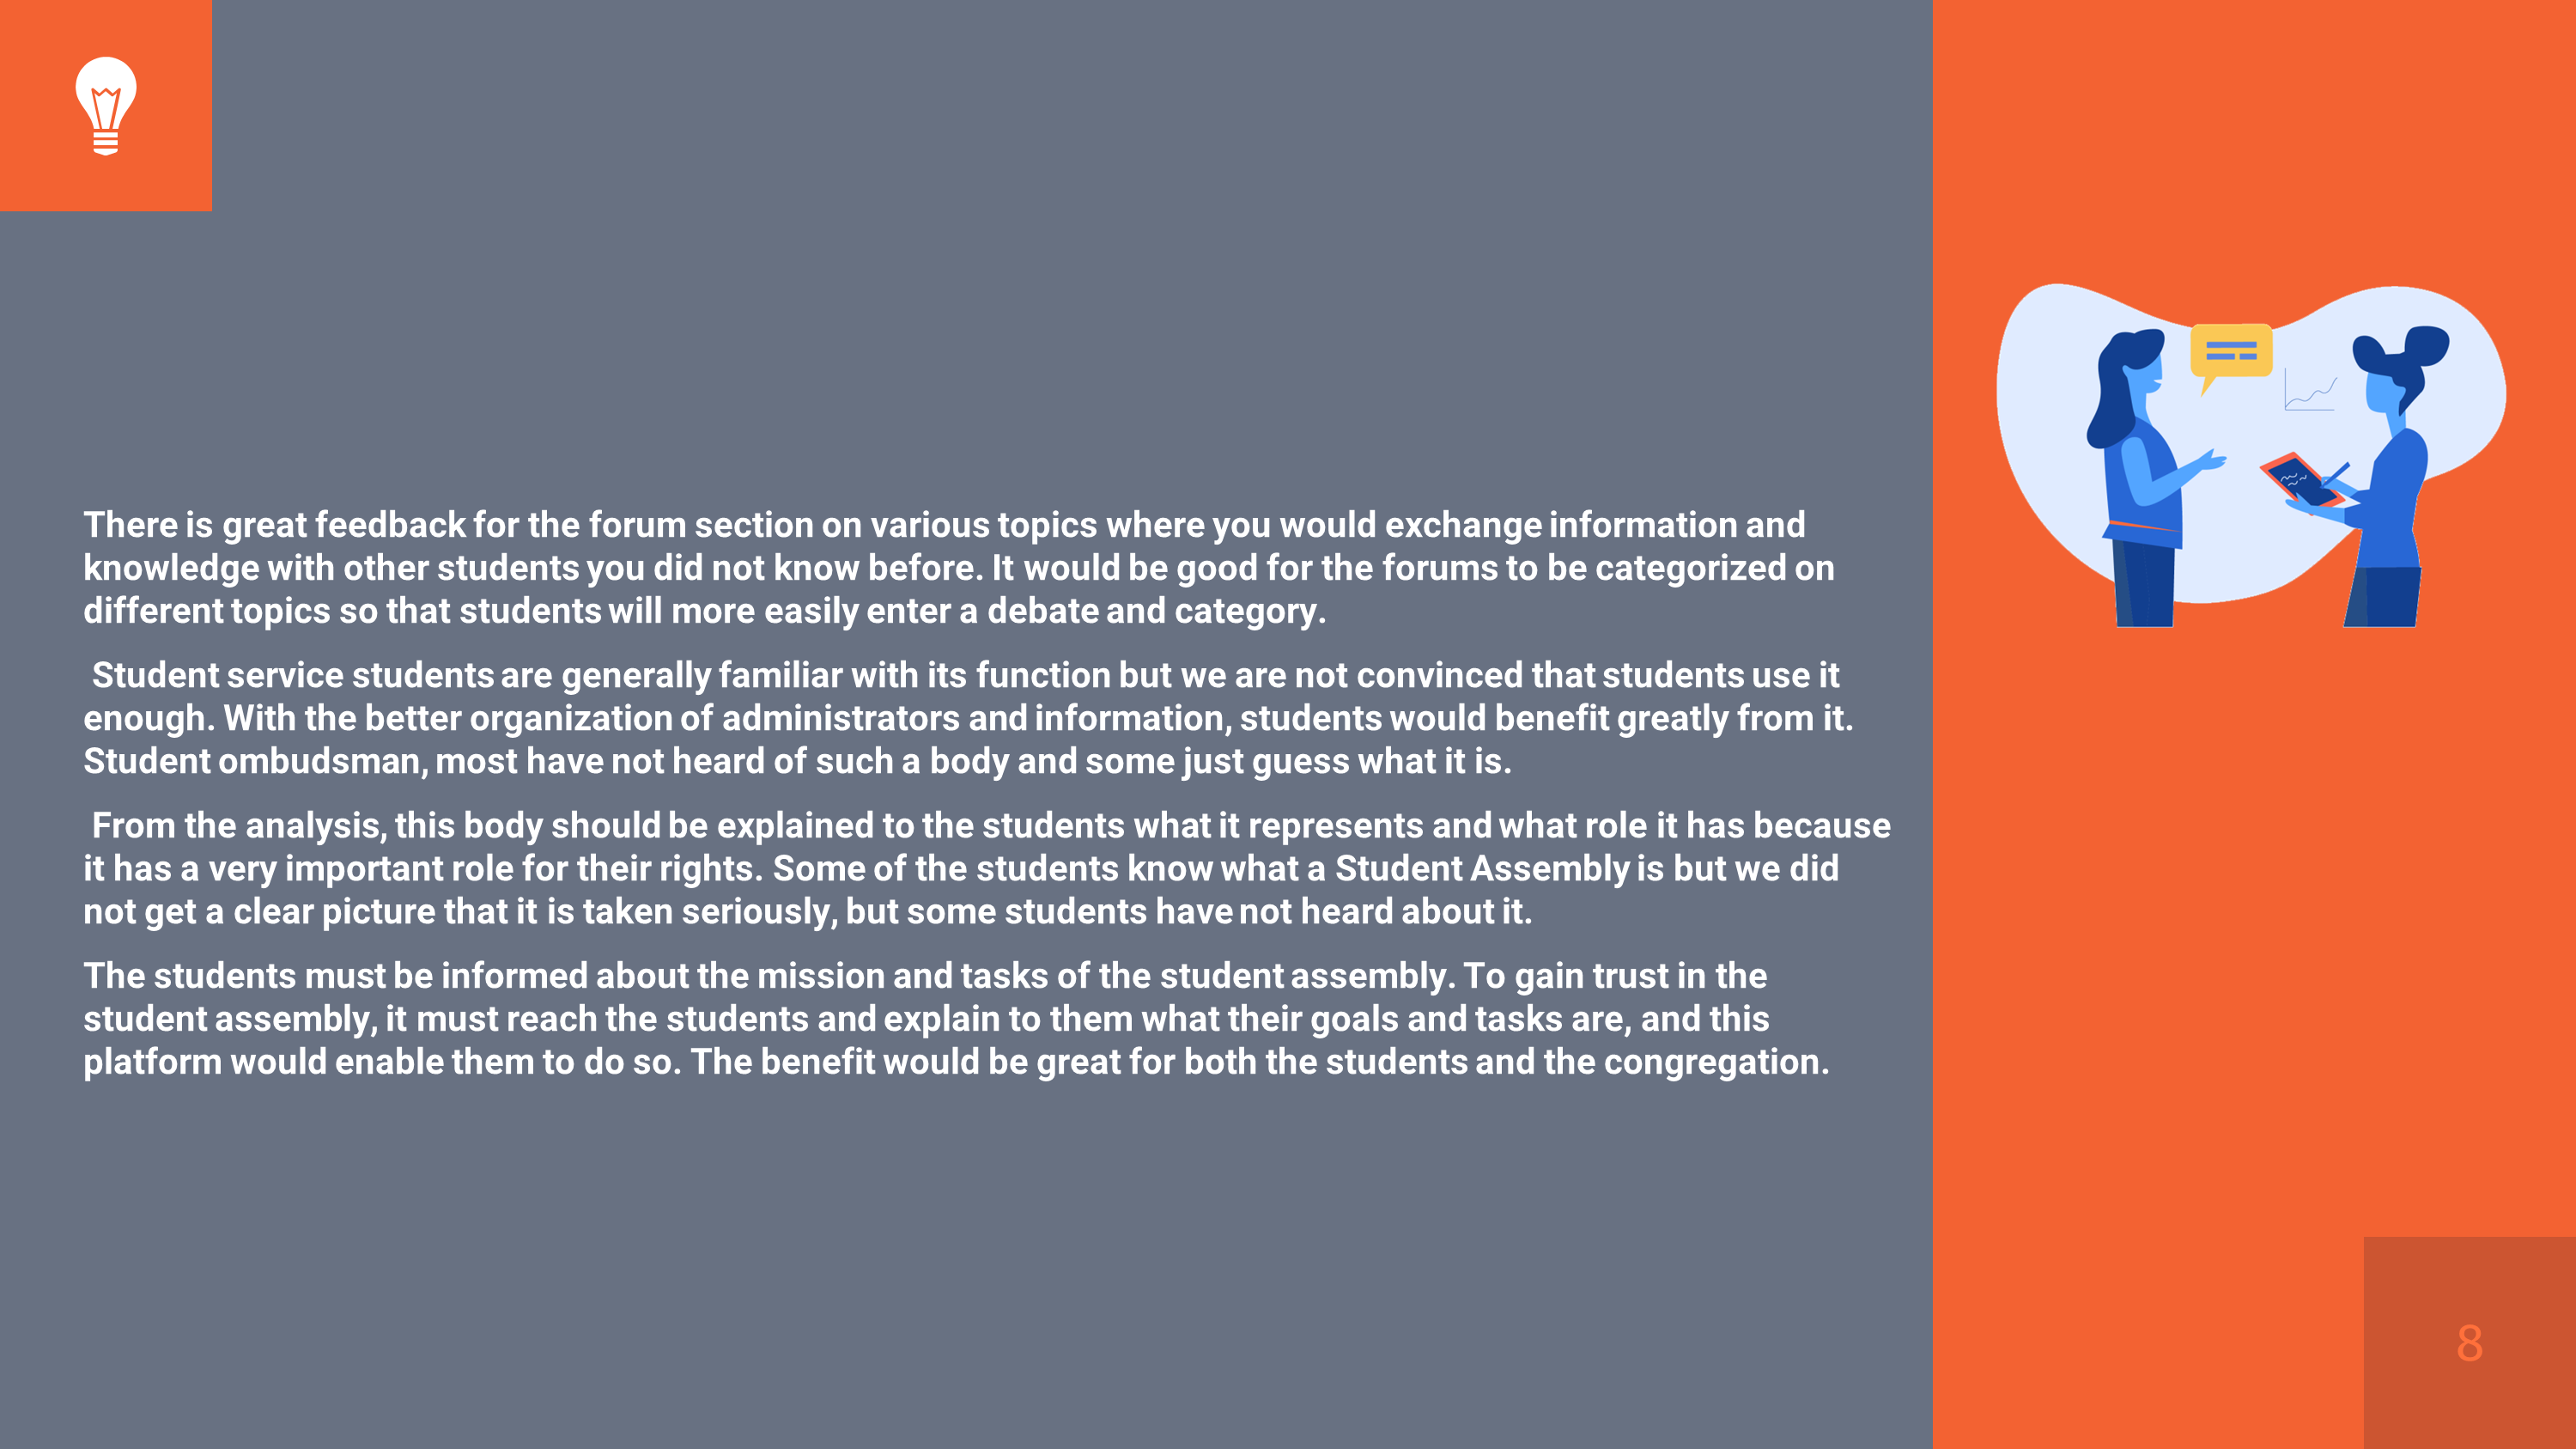 There is great feedback for the forum section on various topics where you would exchange information and
knowledge with other students you did not know before. It would be good for the forums to be categorized on
different topics so that students will more easily enter a debate and category.
Student service students are generally familiar with its function but we are not convinced that students use it
enough. With the better organization of administrators and information, students would benefit greatly from it.
Student ombudsman, most have not heard of such a body and some just guess what it is.
From the analysis, this body should be explained to the students what it represents and what role it has because
it has a very important role for their rights. Some of the students know what a Student Assembly is but we did
not get a clear picture that it is taken seriously, but some students have not heard about it.
The students must be informed about the mission and tasks of the student assembly. To gain trust in the
student assembly, it must reach the students and explain to them what their goals and tasks are, and this
platform would enable them to do so. The benefit would be great for both the students and the congregation.
8